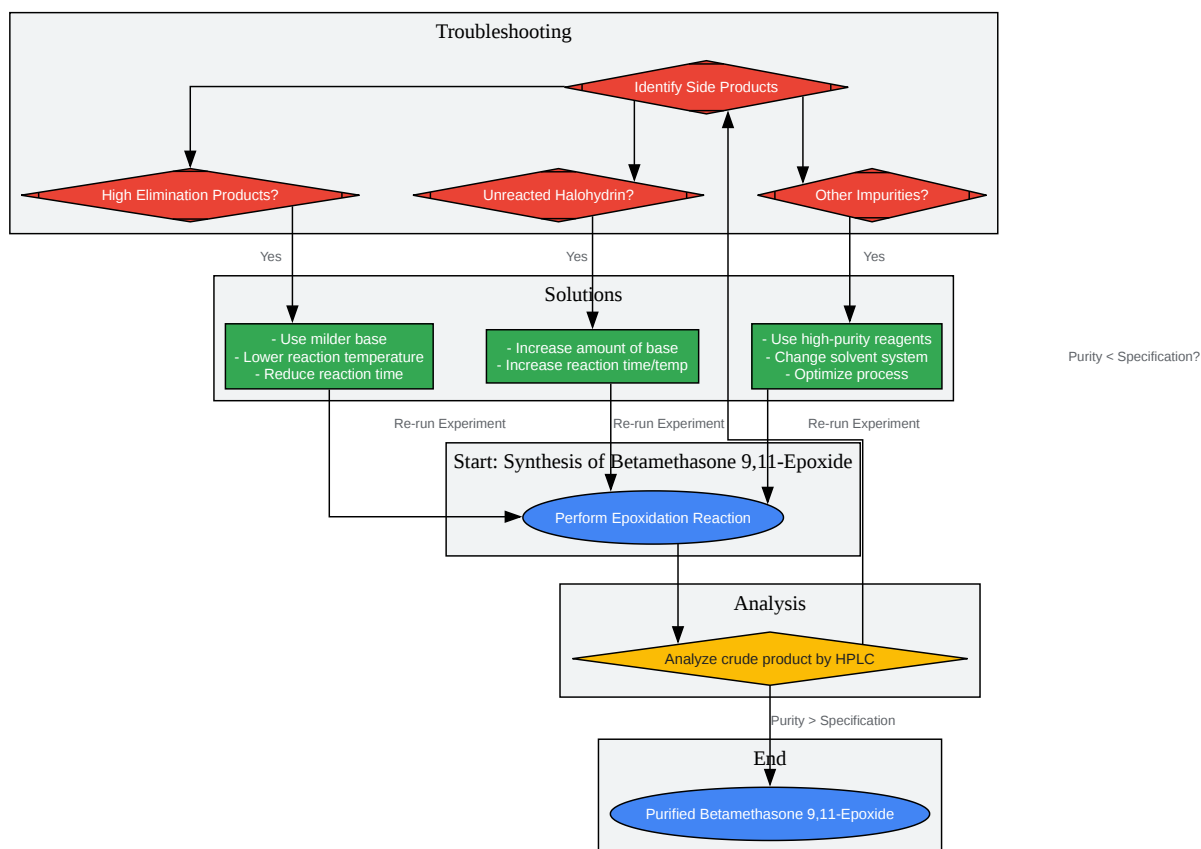 Troubleshooting
Identify Side Products
High Elimination Products?
Unreacted Halohydrin?
Other Impurities?
Yes
Yes
Yes
Solutions
- Use milder base
- Lower reaction temperature
- Reduce reaction time
- Increase amount of base
- Increase reaction time/temp
- Use high-purity reagents
- Change solvent system
- Optimize process
Purity < Specification?
Re-run Experiment
Re-run Experiment
Re-run Experiment
Start: Synthesis of Betamethasone 9,11-Epoxide
Perform Epoxidation Reaction
Analysis
Analyze crude product by HPLC
Purity > Specification
End
Purified Betamethasone 9,11-Epoxide